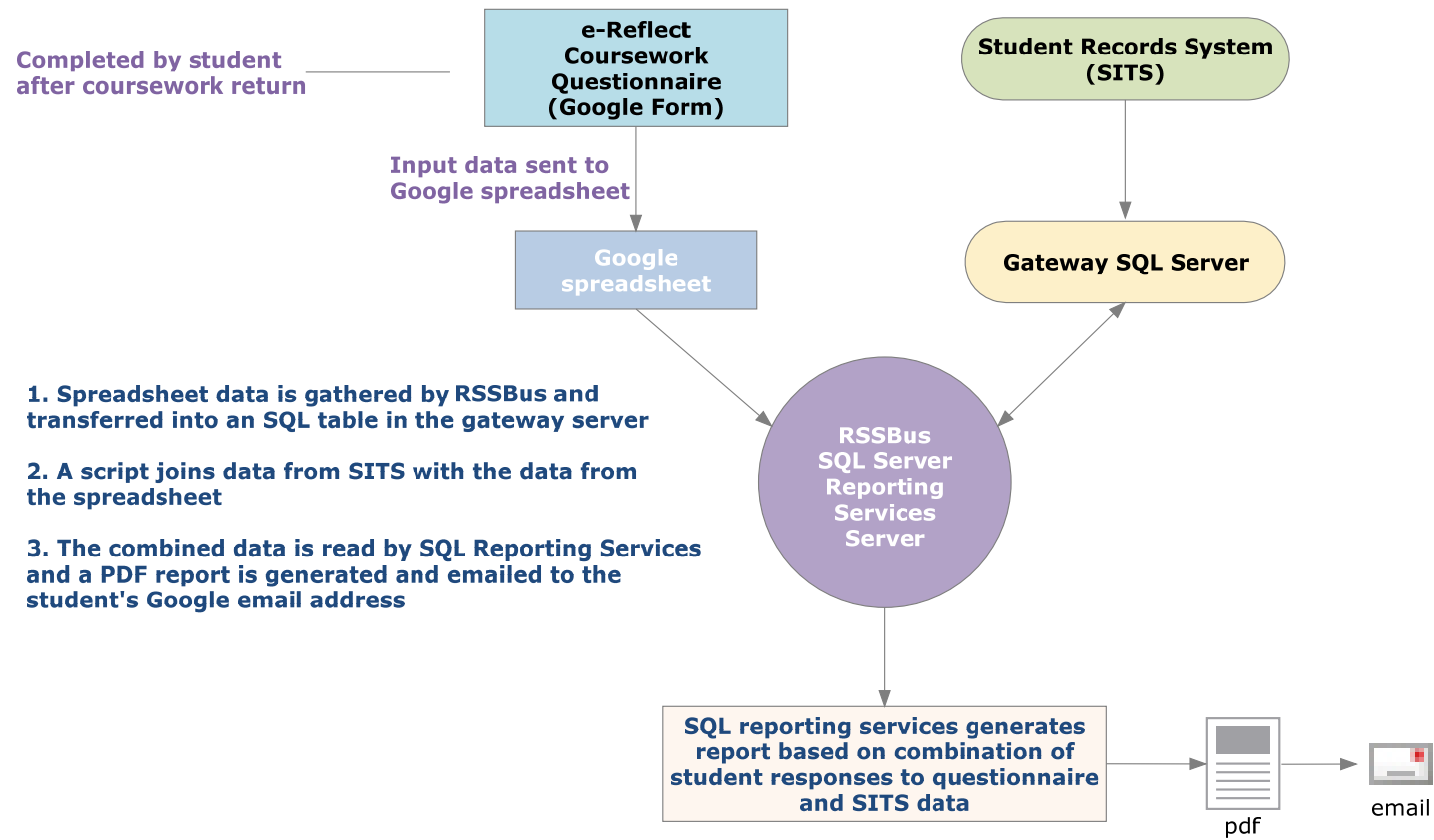 Completed by student
after coursework return
e-Reflect
Coursework
Questionnaire
(Google Form)
Student Records System
(SITS)
Input data sent to
Google spreadsheet
Google
spreadsheet
Gateway SQL Server
1. Spreadsheet data is gathered by RSSBus and
transferred into an SQL table in the gateway server
2. A script joins data from SITS with the data from
the spreadsheet
3. The combined data is read by SQL Reporting Services
and a PDF report is generated and emailed to the
student's Google email address
RSSBus
SQL Server
Reporting
Services
Server
SQL reporting services generates
report based on combination of
student responses to questionnaire
and SITS data
pdf
email